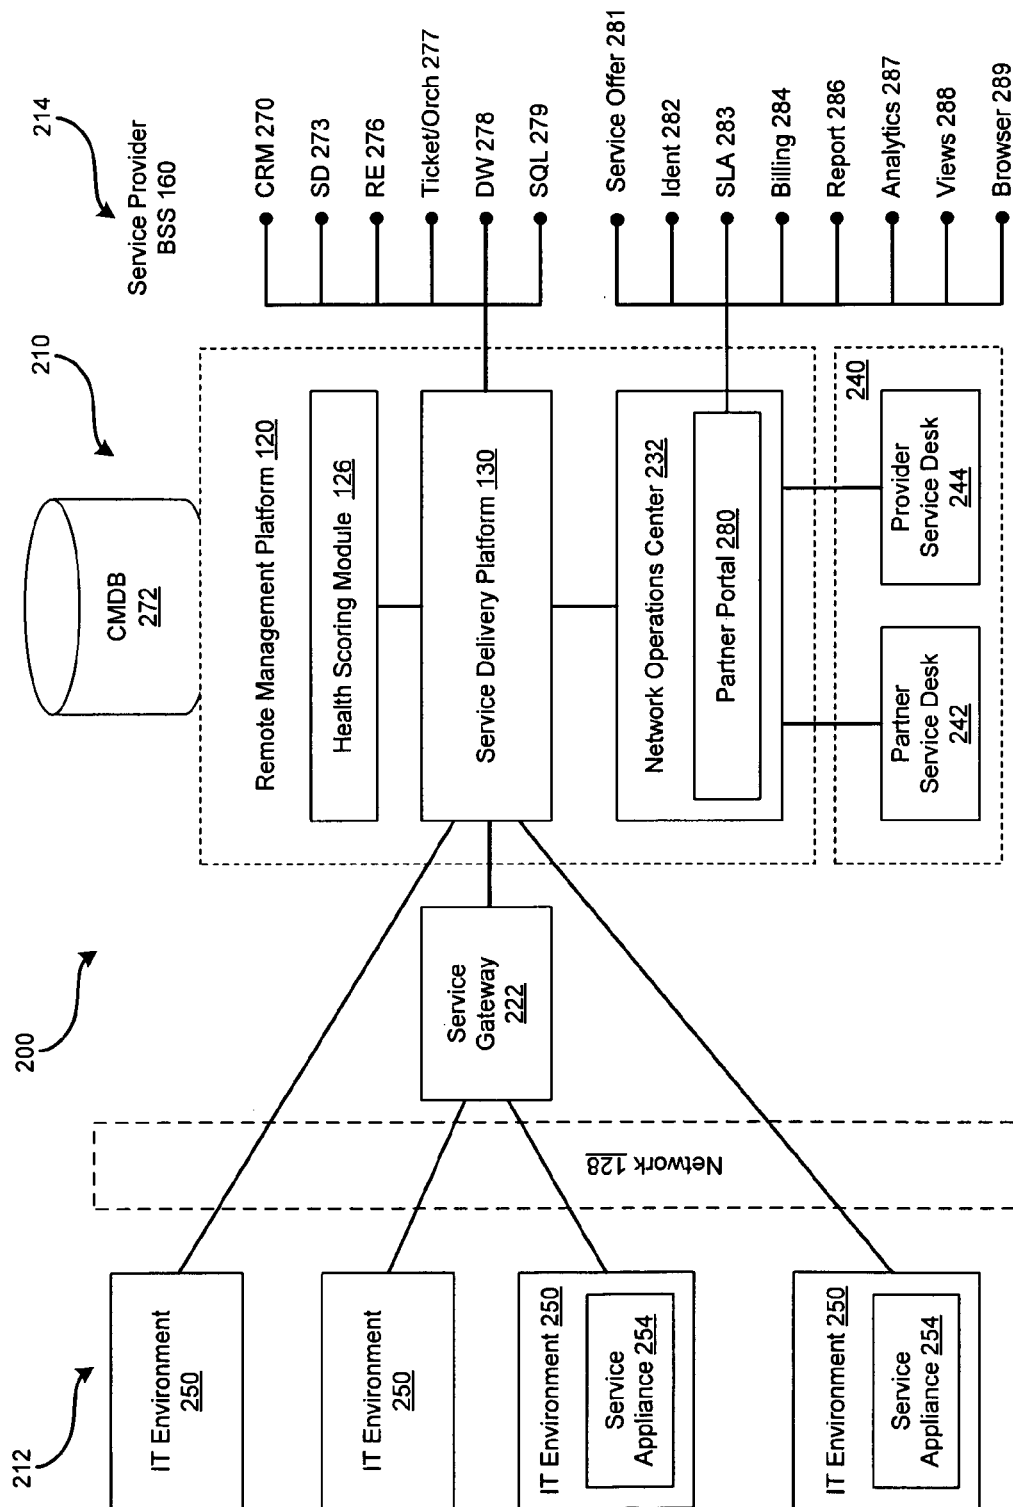 200
212
210
214
IT Environment
250
IT Environment
250
IT Environment 250
Service
Appliance 254
IT Environment 250
Service
Appliance 254
Network 128
Service
Gateway
222
CMDB
272
Remote Management Platform 120
Health Scoring Module 126
Service Delivery Platform 130
Network Operations Center 232
Partner Portal 280
240
Partner
Service Desk
242
Provider
Service Desk
244
Service Provider
BSS 160
CRM 270
SD 273
RE 276
Ticket/Orch 277
DW 278
SQL 279
Service Offer 281
Ident 282
SLA 283
Billing 284
Report 286
Analytics 287
Views 288
Browser 289